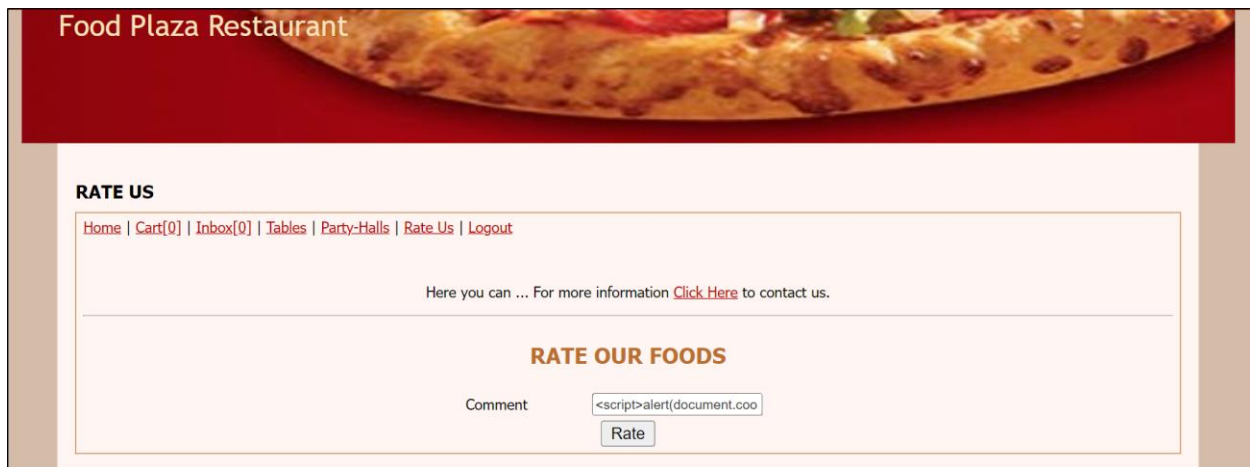 Food Plaza Restaurant
RATE US
Home | Cart[0] | Inbox[0] | Tables | Party-Halls | Rate Us | Logout
Here you can ... For more information Click Here to contact us.
RATE OUR FOODS
Comment <script>alert(document.coo
Rate